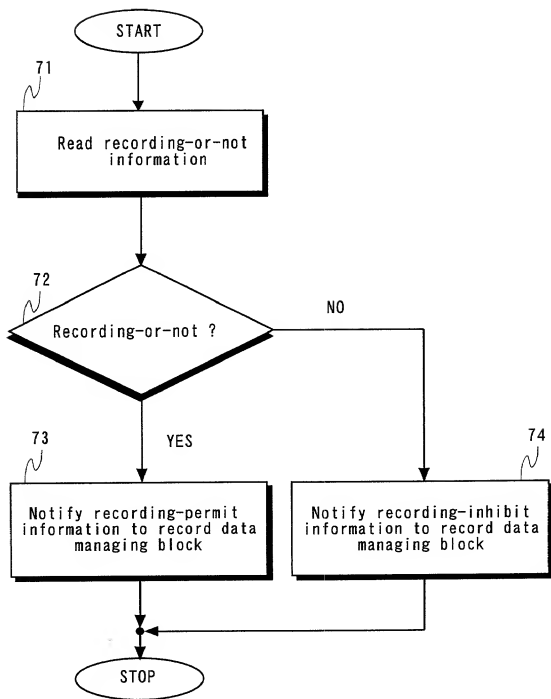 START
71
Read recording-or-not
information
72
Recording-or-not ?
NO
YES
73
Notify recording-permit
information to record data
managing block
74
Notify recording-inhibit
information to record data
managing block
STOP